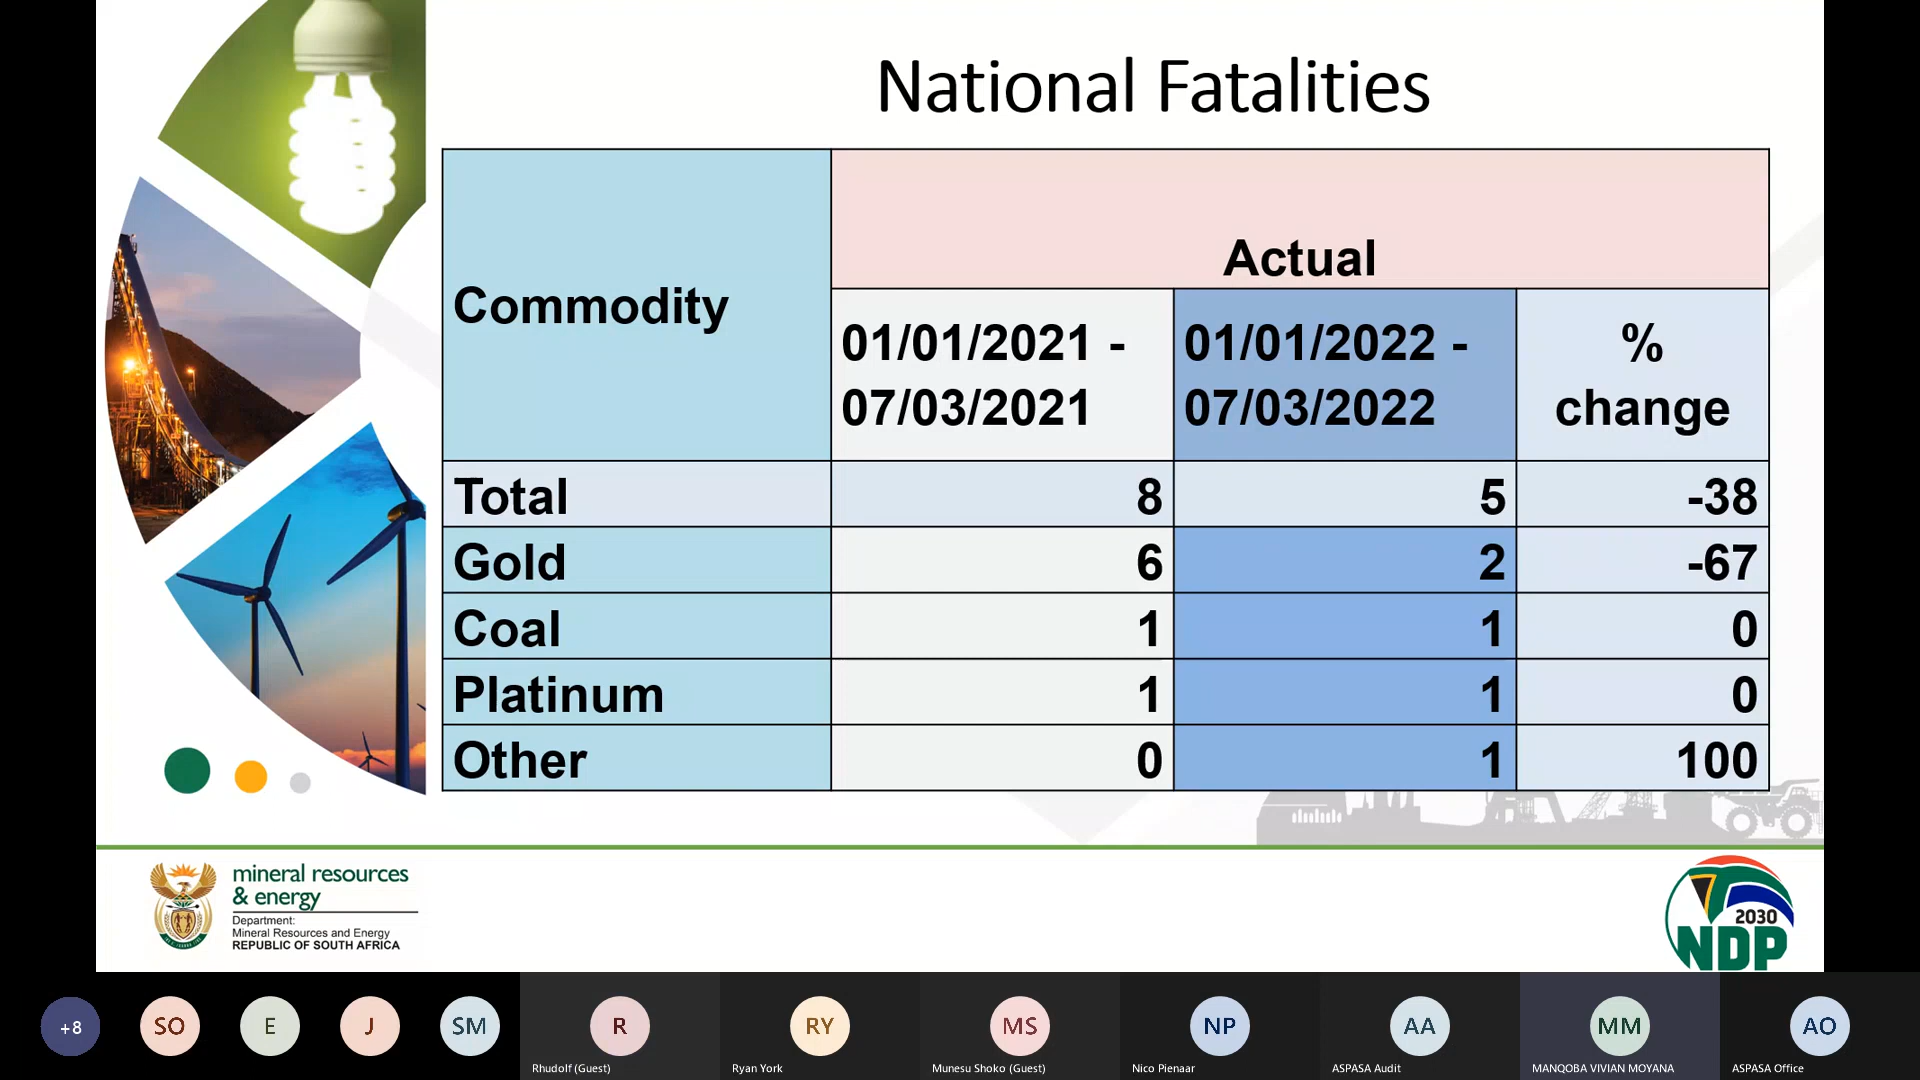 National Fatalities
Commodity
Actual
01/01/2021 -
07/03/2021
01/01/2022 -
07/03/2022
%
change
Total 8 5 -38
Gold 6 2 -67
Coal 1 1 0
Platinum 1 1 0
Other 0 1 100
mineral resources
& energy
Department:
Mineral Resources and Energy
REPUBLIC OF SOUTH AFRICA
2030
NDP
+8 SO E J SM R RY MS NP AA MM AO
Rhudolf (Guest) Ryan York Munesu Shoko (Guest) Nico Pienaar ASPASA Audit MANQOBA VIVIAN MOYANA ASPASA Office